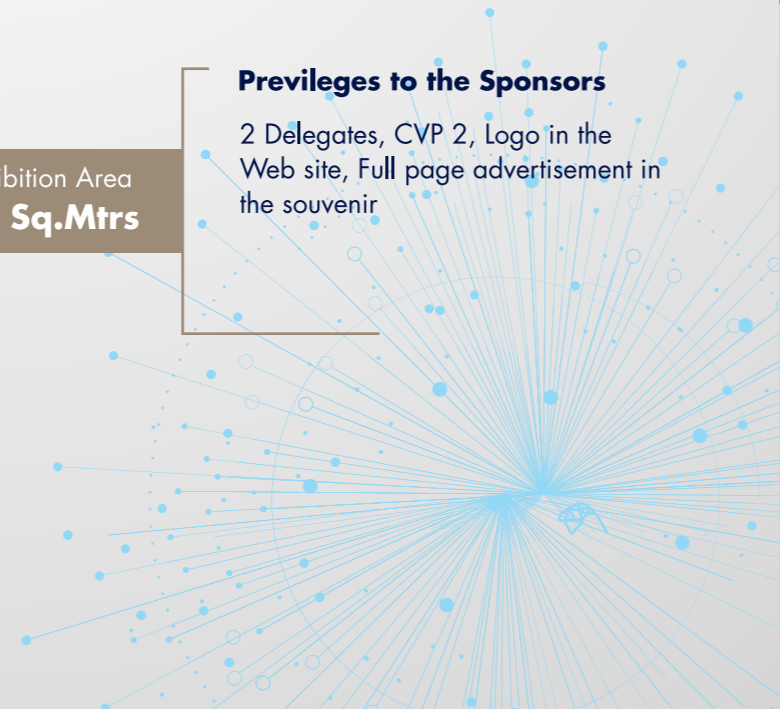 Previleges to the Sponsors
2 Delegates, CVP 2, Logo in the
Web site, Full page advertisement in
the souvenir
Area
Sq.Mtrs